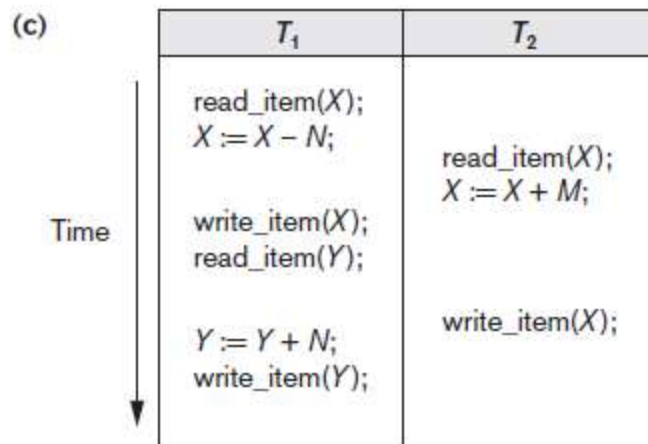 (c)
T₁ T₂
read_item(X);
X := X – N;
read_item(X);
X := X + M;
Time
write_item(X);
read_item(Y);
write_item(X);
Y := Y + N;
write_item(Y);